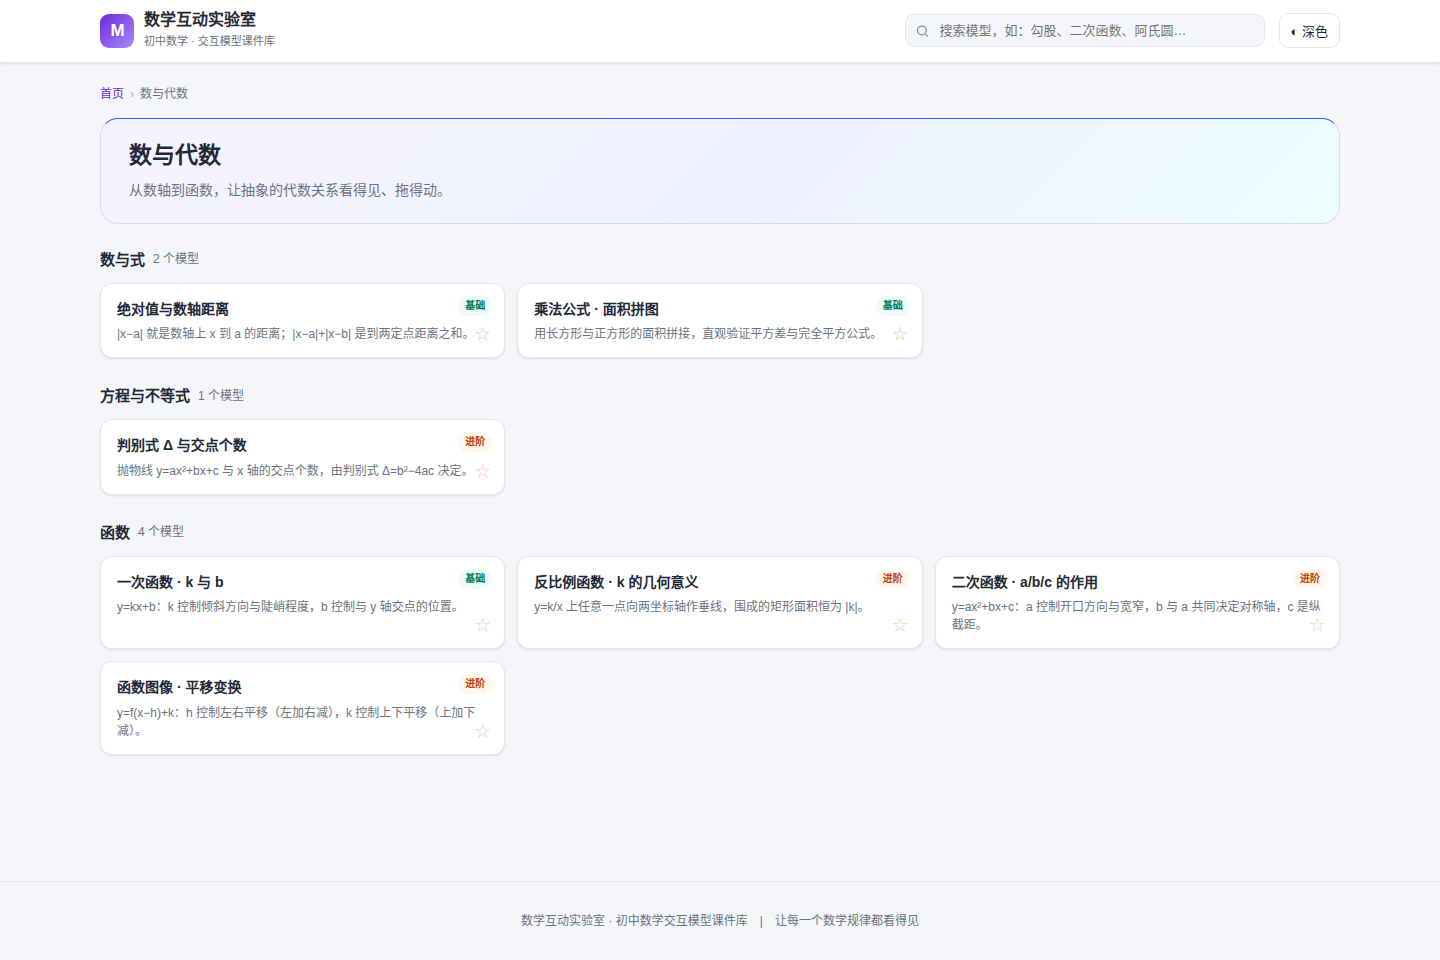 M
数学互动实验室
初中数学 · 交互模型课件库
搜索模型，如：勾股、二次函数、阿氏圆…
深色
首页 › 数与代数
数与代数
从数轴到函数，让抽象的代数关系看得见、拖得动。
数与式 2 个模型
绝对值与数轴距离
基础
|x−a| 就是数轴上 x 到 a 的距离；|x−a|+|x−b| 是到两定点距离之和。
乘法公式 · 面积拼图
基础
用长方形与正方形的面积拼接，直观验证平方差与完全平方公式。
方程与不等式 1 个模型
判别式 Δ 与交点个数
进阶
抛物线 y=ax²+bx+c 与 x 轴的交点个数，由判别式 Δ=b²−4ac 决定。
函数 4 个模型
一次函数 · k 与 b
基础
y=kx+b：k 控制倾斜方向与陡峭程度，b 控制与 y 轴交点的位置。
反比例函数 · k 的几何意义
进阶
y=k/x 上任意一点向两坐标轴作垂线，围成的矩形面积恒为 |k|。
二次函数 · a/b/c 的作用
进阶
y=ax²+bx+c：a 控制开口方向与宽窄，b 与 a 共同决定对称轴，c 是纵
截距。
函数图像 · 平移变换
进阶
y=f(x−h)+k：h 控制左右平移（左加右减），k 控制上下平移（上加下
减）。
数学互动实验室 · 初中数学交互模型课件库 | 让每一个数学规律都看得见